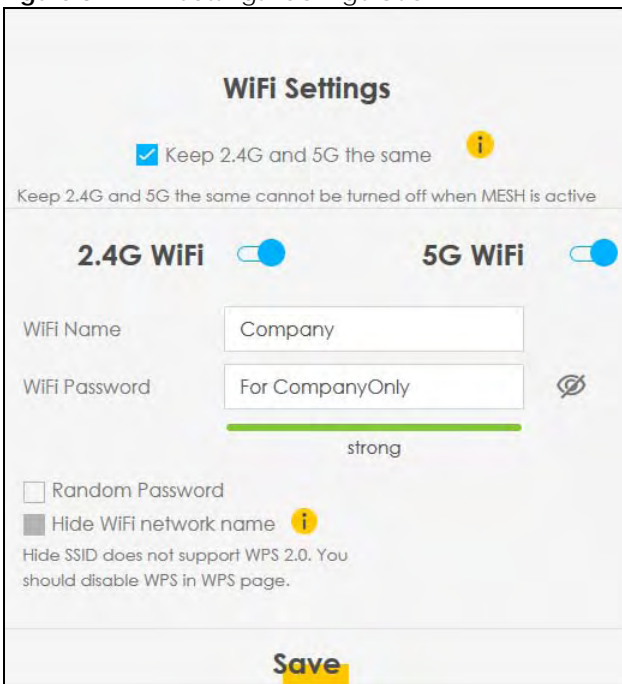 WiFi Settings
Keep 2.4G and 5G the same i
Keep 2.4G and 5G the same cannot be turned off when MESH is active
2.4G WiFi 5G WiFi
WiFi Name Company
WiFi Password For CompanyOnly
strong
Random Password
Hide WiFi network name i
Hide SSID does not support WPS 2.0. You
should disable WPS in WPS page.
Save